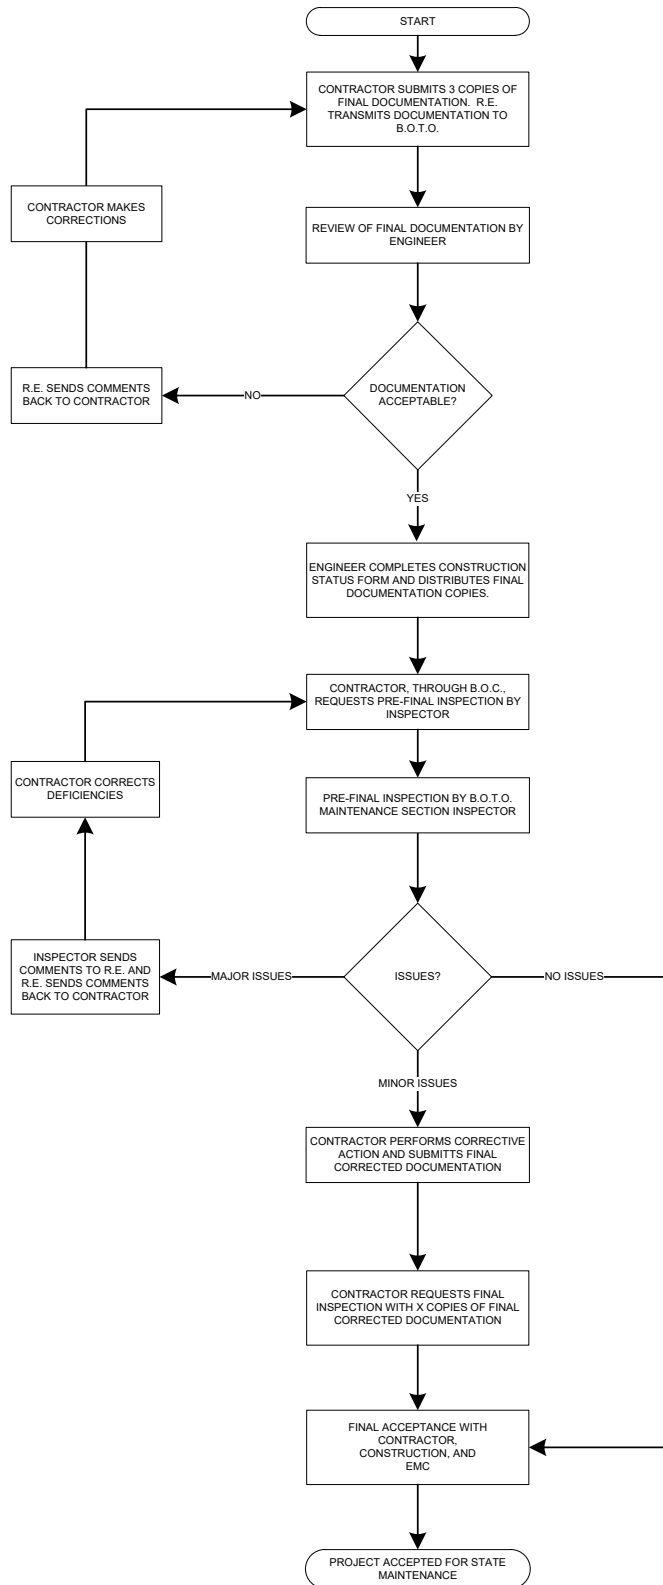 START
CONTRACTOR SUBMITS 3 COPIES OF
FINAL DOCUMENTATION.  R.E.
TRANSMITS DOCUMENTATION TO
B.O.T.O.
CONTRACTOR MAKES
CORRECTIONS
REVIEW OF FINAL DOCUMENTATION BY
ENGINEER
R.E. SENDS COMMENTS
BACK TO CONTRACTOR
NO
DOCUMENTATION
ACCEPTABLE?
YES
ENGINEER COMPLETES CONSTRUCTION
STATUS FORM AND DISTRIBUTES FINAL
DOCUMENTATION COPIES.
CONTRACTOR, THROUGH B.O.C.,
REQUESTS PRE-FINAL INSPECTION BY
INSPECTOR
CONTRACTOR CORRECTS
DEFICIENCIES
PRE-FINAL INSPECTION BY B.O.T.O.
MAINTENANCE SECTION INSPECTOR
INSPECTOR SENDS
COMMENTS TO R.E. AND
R.E. SENDS COMMENTS
BACK TO CONTRACTOR
MAJOR ISSUES
ISSUES?
NO ISSUES
MINOR ISSUES
CONTRACTOR PERFORMS CORRECTIVE
ACTION AND SUBMITTS FINAL
CORRECTED DOCUMENTATION
CONTRACTOR REQUESTS FINAL
INSPECTION WITH X COPIES OF FINAL
CORRECTED DOCUMENTATION
FINAL ACCEPTANCE WITH
CONTRACTOR,
CONSTRUCTION, AND
EMC
PROJECT ACCEPTED FOR STATE
MAINTENANCE